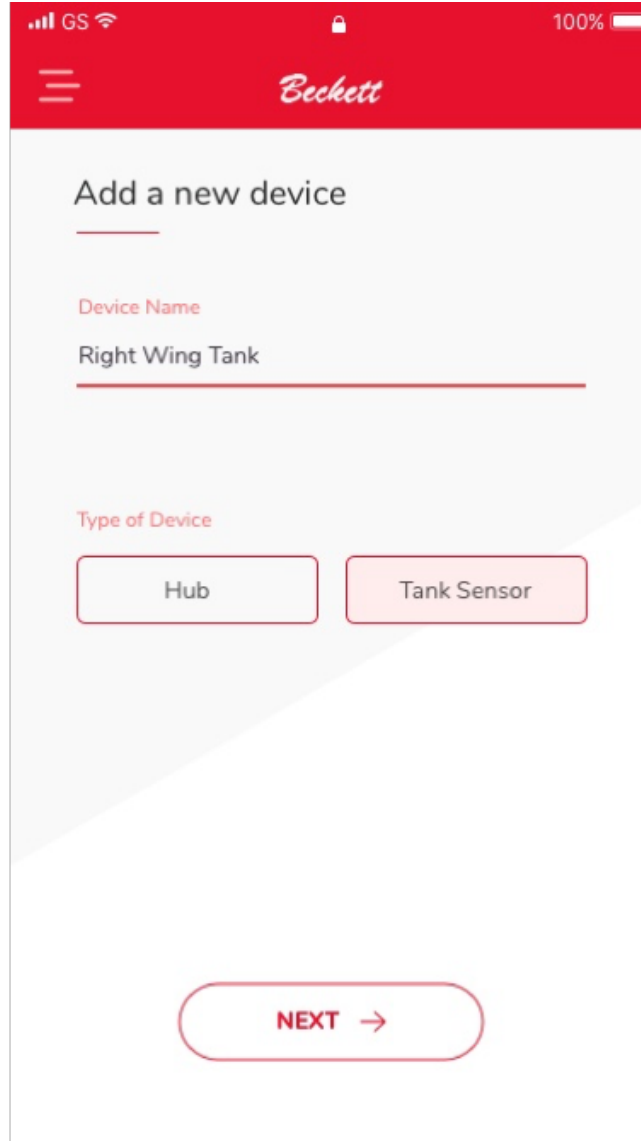 GS 100%
Beckett
Add a new device
Device Name
Right Wing Tank
Type of Device
Hub Tank Sensor
NEXT →